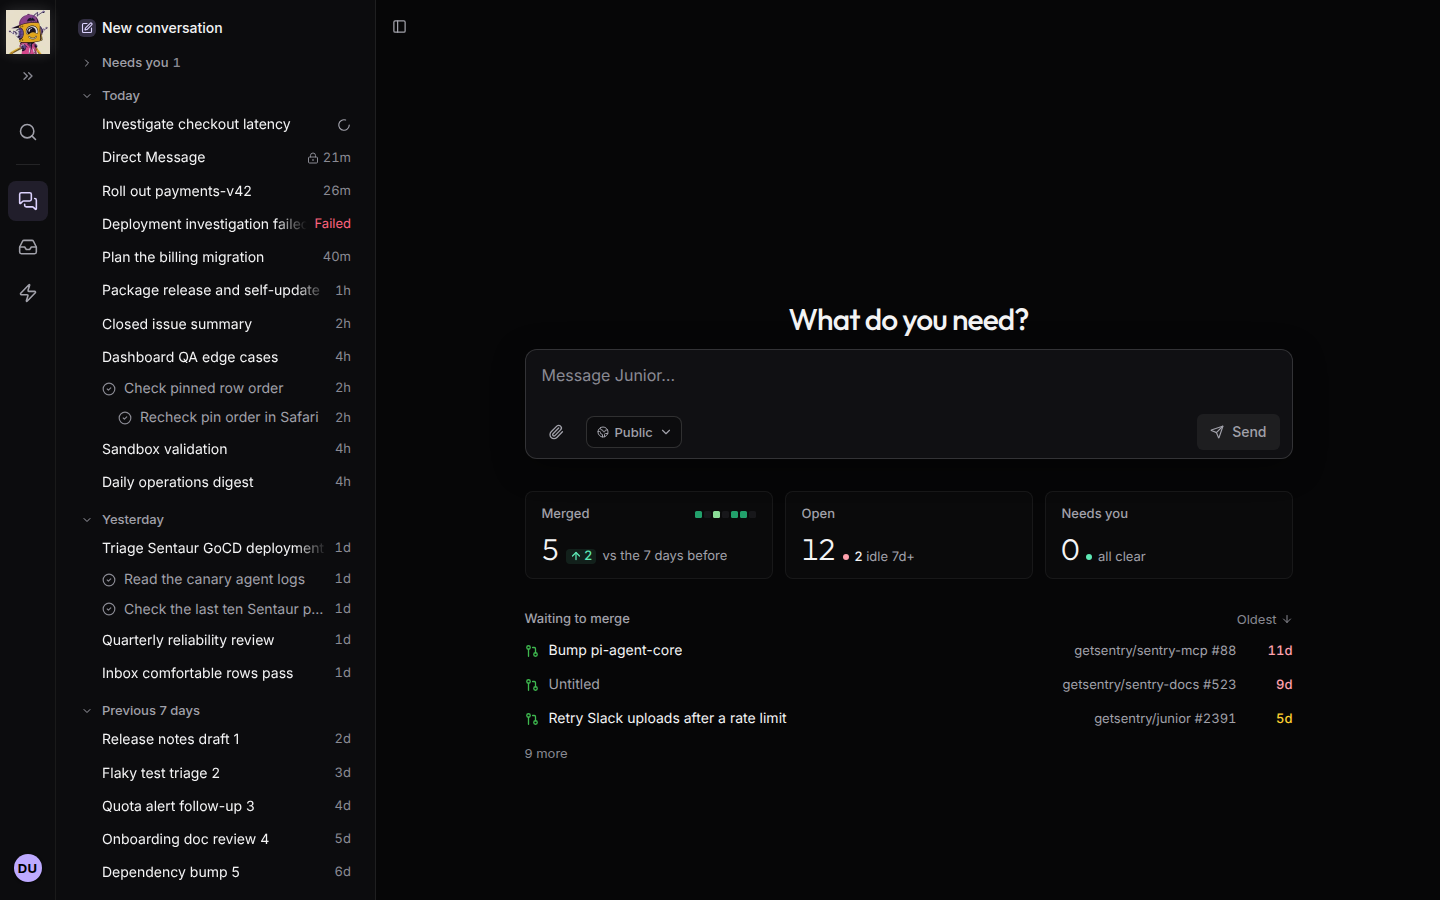 New conversation
Needs you 1
Today
Investigate checkout latency
Direct Message 21m
Roll out payments-v42 26m
Deployment investigation failed Failed
Plan the billing migration 40m
Package release and self-update 1h
Closed issue summary 2h
Dashboard QA edge cases 4h
Check pinned row order 2h
Recheck pin order in Safari 2h
Sandbox validation 4h
Daily operations digest 4h
Yesterday
Triage Sentaur GoCD deployment 1d
Read the canary agent logs 1d
Check the last ten Sentaur p... 1d
Quarterly reliability review 1d
Inbox comfortable rows pass 1d
Previous 7 days
Release notes draft 1 2d
Flaky test triage 2 3d
Quota alert follow-up 3 4d
Onboarding doc review 4 5d
Dependency bump 5 6d
DU
What do you need?
Message Junior...
Public
Send
Merged
5 2 vs the 7 days before
Open
12 2 idle 7d+
Needs you
0 all clear
Waiting to merge Oldest
Bump pi-agent-core getsentry/sentry-mcp #88 11d
Untitled getsentry/sentry-docs #523 9d
Retry Slack uploads after a rate limit getsentry/junior #2391 5d
9 more